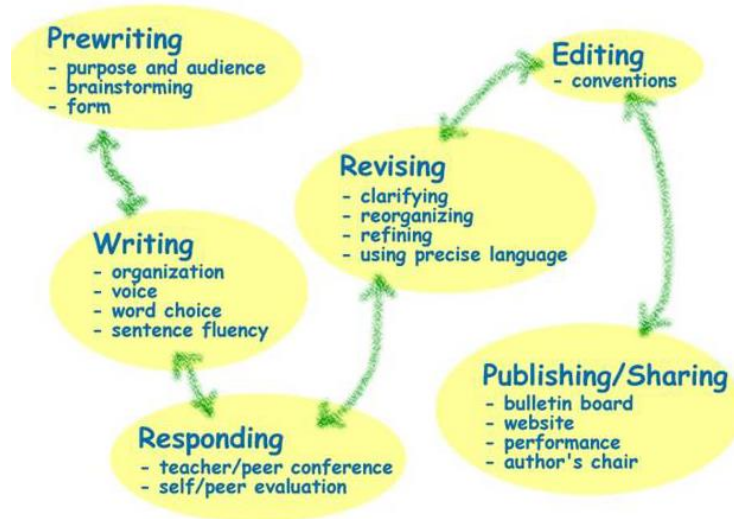 Prewriting
- purpose and audience
- brainstorming
- form
Writing
- organization
- voice
- word choice
- sentence fluency
Responding
- teacher/peer conference
- self/peer evaluation
Revising
- clarifying
- reorganizing
- refining
- using precise language
Editing
- conventions
Publishing/Sharing
- bulletin board
- website
- performance
- author's chair